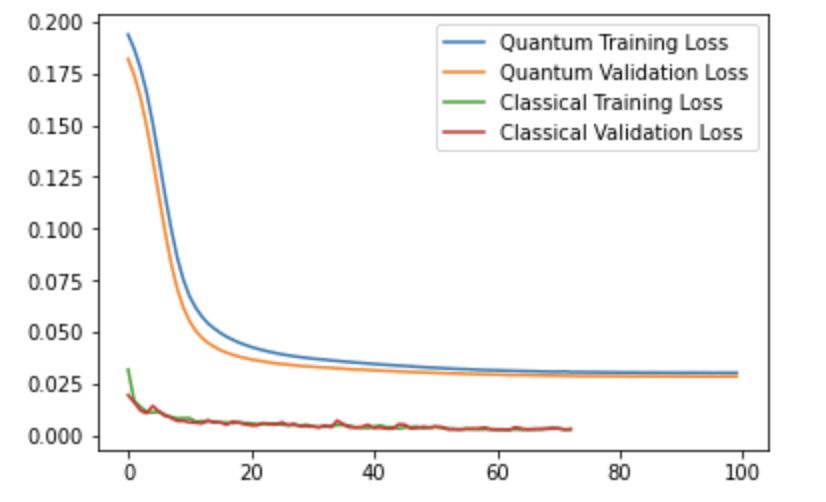 0.200
0.175
0.150
0.125
0.100
0.075
0.050
0.025
0.000
Quantum Training Loss
Quantum Validation Loss
Classical Training Loss
Classical Validation Loss
0 20 40 60 80 100